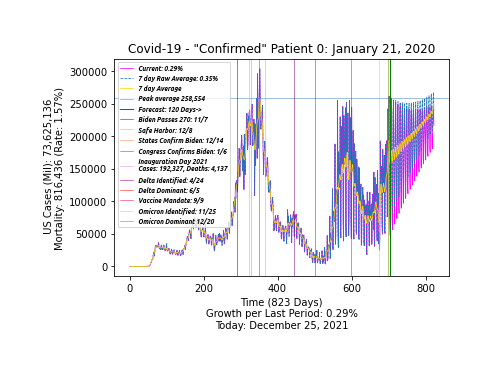 Covid-19 - "Confirmed" Patient 0: January 21, 2020
US Cases (Mil): 73,625,136
Mortality: 816,436 (Rate: 1.57%)
300000
250000
200000
150000
100000
50000
0
Current: 0.29%
7 day Raw Average: 0.35%
7 day Average
Peak average 258,554
Forecast: 120 Days->
Biden Passes 270: 11/7
Safe Harbor: 12/8
States Confirm Biden: 12/14
Congress Confirms Biden: 1/6
Inauguration Day 2021
Cases: 192,327, Deaths: 4,137
Delta Identified: 4/24
Delta Dominant: 6/5
Vaccine Mandate: 9/9
Omicron Identified: 11/25
Omicron Dominant 12/20
0 200 400 600 800
Time (823 Days)
Growth per Last Period: 0.29%
Today: December 25, 2021